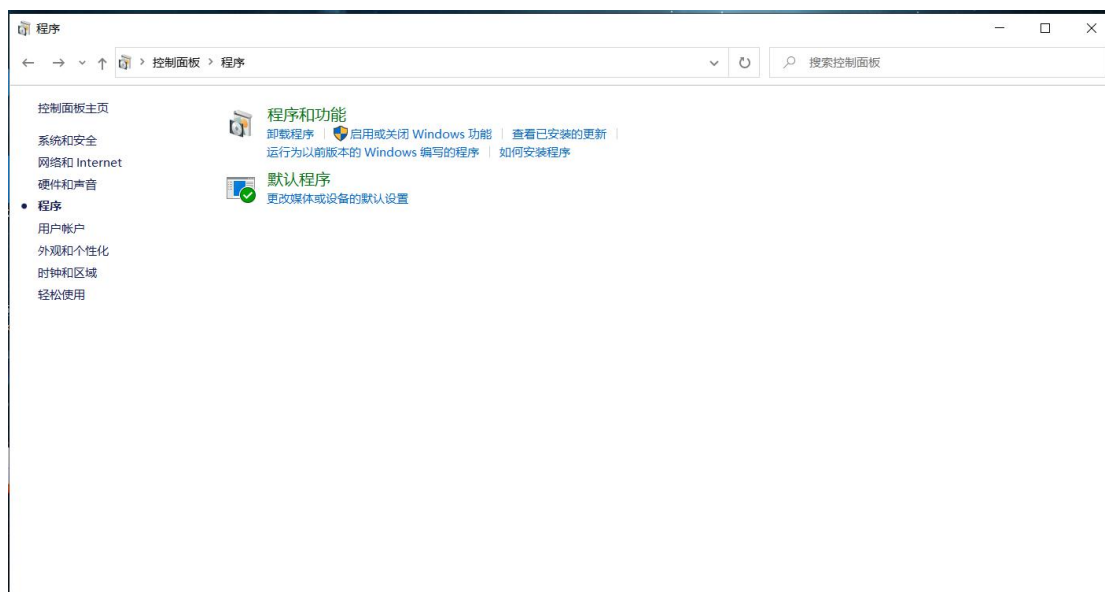 程序
控制面板 > 程序
搜索控制面板
控制面板主页
系统和安全
网络和 Internet
硬件和声音
程序
用户帐户
外观和个性化
时钟和区域
轻松使用
程序和功能
卸载程序 启用或关闭 Windows 功能 查看已安装的更新
运行为以前版本的 Windows 编写的程序 如何安装程序
默认程序
更改媒体或设备的默认设置